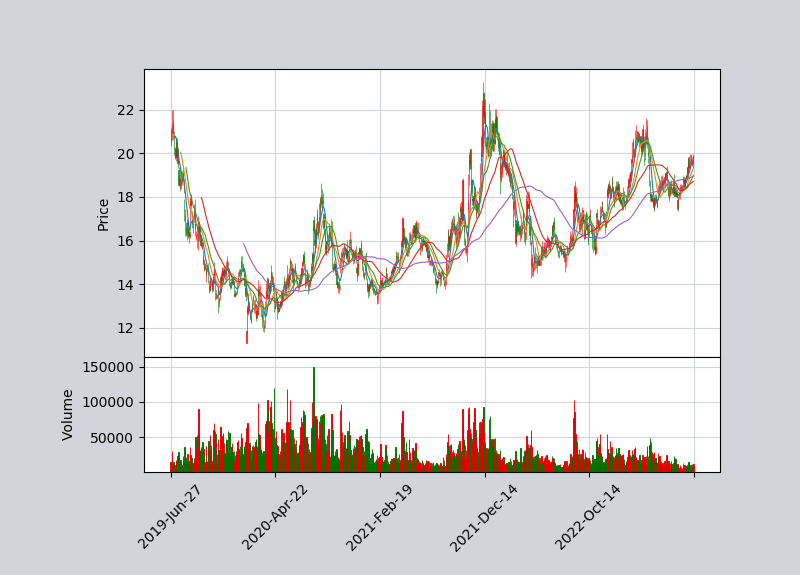 22
20
18
16
14
12
Price
150000
100000
50000
Volume
2019-Jun-27
2020-Apr-22
2021-Feb-19
2021-Dec-14
2022-Oct-14